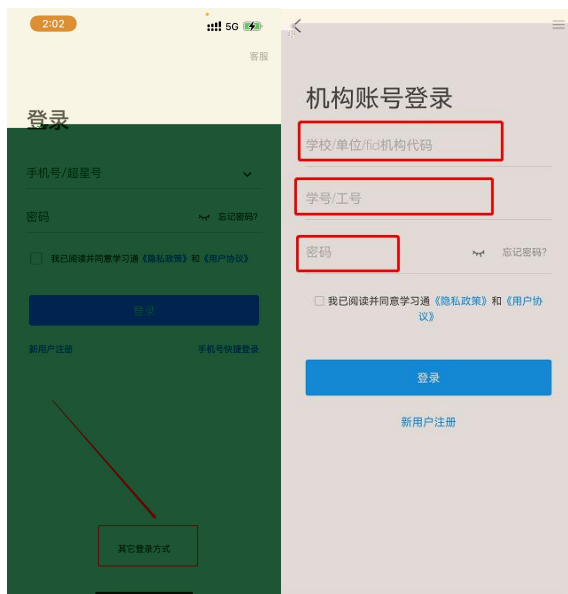 2:02
5G
客服
登录
手机号/超星号
密码
忘记密码?
我已阅读并同意学习通《隐私政策》和《用户协议》
登录
新用户注册
手机号快捷登录
其它登录方式
机构账号登录
学校/单位/fid机构代码
学号/工号
密码
忘记密码?
我已阅读并同意学习通《隐私政策》和《用户协
议》
登录
新用户注册